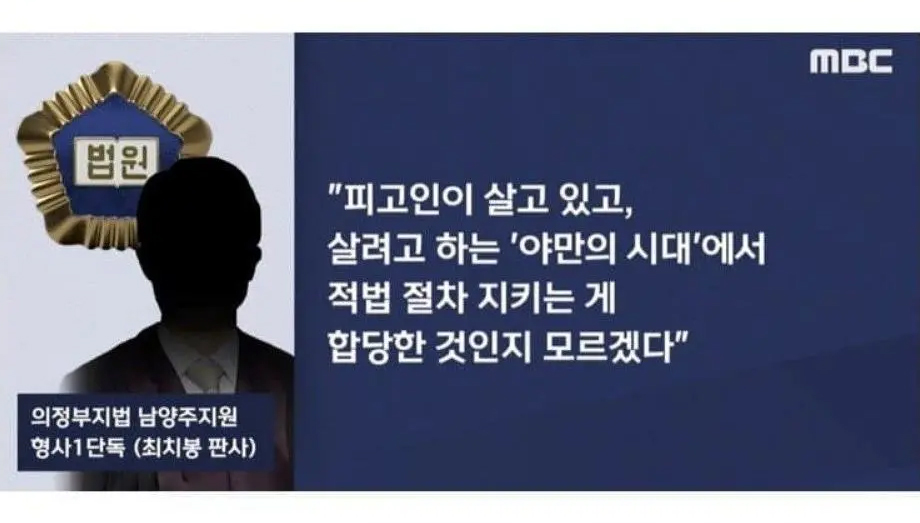 MBC
법원
"피고인이 살고 있고,
살려고 하는 '야만의 시대'에서
적법 절차 지키는 게
합당한 것인지 모르겠다"
의정부지법 남양주지원
형사1단독 (최치봉 판사)